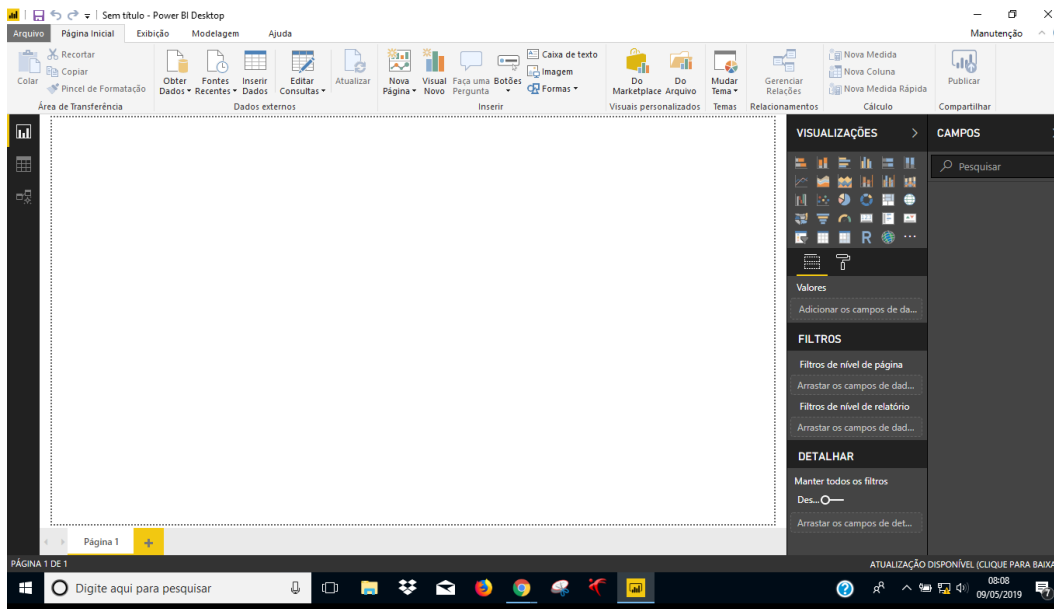 Sem título - Power BI Desktop
Arquivo Página Inicial Exibição Modelagem Ajuda Manutenção
Colar
Recortar
Copiar
Pincel de Formatação
Área de Transferência
Obter Dados
Fontes Recentes
Inserir Dados
Editar Consultas
Atualizar
Dados externos
Nova Página
Visual Novo
Faça uma Pergunta
Botões
Caixa de texto
Imagem
Formas
Inserir
Do Marketplace
Do Arquivo
Visuais personalizados
Mudar Tema
Temas
Gerenciar Relações
Relacionamentos
Nova Medida
Nova Coluna
Nova Medida Rápida
Cálculo
Publicar
Compartilhar
VISUALIZAÇÕES
R
Valores
Adicionar os campos de da...
FILTROS
Filtros de nível de página
Arrastar os campos de dad...
Filtros de nível de relatório
Arrastar os campos de dad...
DETALHAR
Manter todos os filtros
Des...
Arrastar os campos de det...
CAMPOS
Pesquisar
Página 1
PÁGINA 1 DE 1
ATUALIZAÇÃO DISPONÍVEL (CLIQUE PARA BAIXA
Digite aqui para pesquisar
08:08
09/05/2019